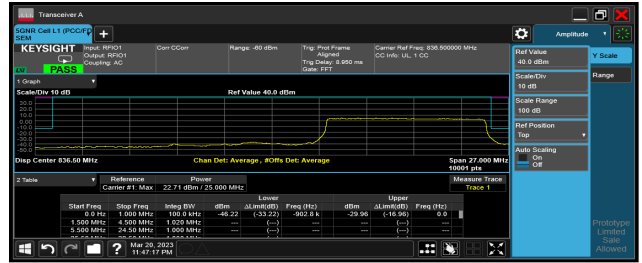 Transceiver A
5GNR Cell L1 (PCC/FD
SEM
Amplitude
KEYSIGHT
Input: RFIO1
Output: RFIO1
Coupling: AC
Corr CCorr
Range: -60 dBm
Trig: Prot Frame
Aligned
Trig Delay: 8.950 ms
Gate: FFT
Carrier Ref Freq: 836.500000 MHz
CC Info: UL, 1 CC
PASS
1 Graph
Scale/Div 10 dB
Ref Value 40.0 dBm
30.0
20.0
10.0
0.00
-10.0
-20.0
-30.0
-40.0
-50.0
Disp Center 836.50 MHz
Chan Det: Average , #Offs Det: Average
Span 27.000 MHz
10001 pts
2 Table
Reference
Power
Measure Trace
Carrier #1: Max
22.71 dBm / 25.000 MHz
Trace 1
Lower
Upper
Start Freq
Stop Freq
Integ BW
dBm
ΔLimit(dB)
Freq (Hz)
dBm
ΔLimit(dB)
Freq (Hz)
0.0 Hz 1.000 MHz 100.0 kHz -46.22 (-33.22) -902.8 k -29.96 (-16.96) 0.0
1.500 MHz 4.500 MHz 1.020 MHz --- (---) --- --- (---) ---
5.500 MHz 24.50 MHz 1.000 MHz --- (---) --- --- (---) ---
Mar 20, 2023
11:47:17 PM
Ref Value
40.0 dBm
Scale/Div
10 dB
Scale Range
100 dB
Ref Position
Top
Auto Scaling
On
Off
Y Scale
Range
Prototype
Limited
Sale
Allowed